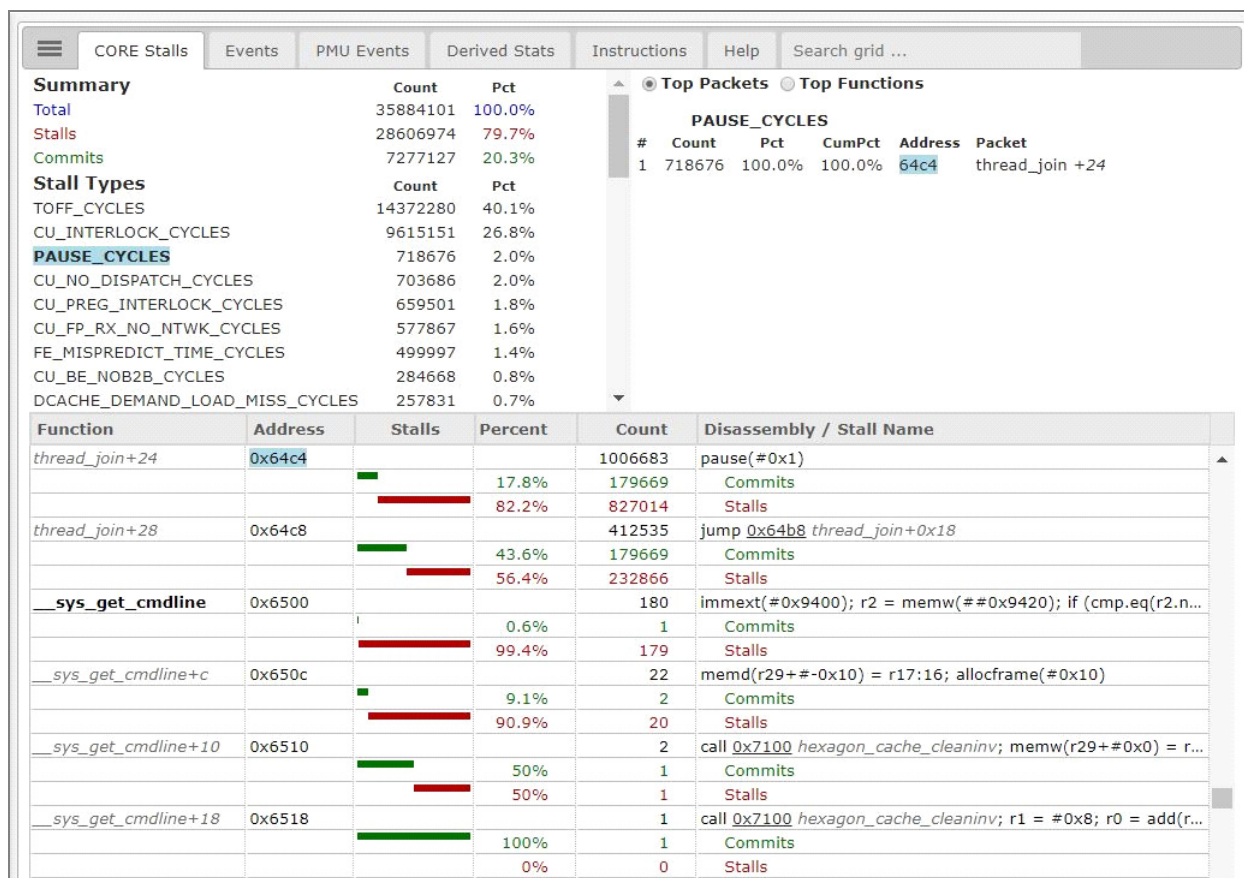 CORE Stalls Events PMU Events Derived Stats Instructions Help Search grid ...
Summary Count Pct
Total 35884101 100.0%
Stalls 28606974 79.7%
Commits 7277127 20.3%
Stall Types Count Pct
TOFF_CYCLES 14372280 40.1%
CU_INTERLOCK_CYCLES 9615151 26.8%
PAUSE_CYCLES 718676 2.0%
CU_NO_DISPATCH_CYCLES 703686 2.0%
CU_PREG_INTERLOCK_CYCLES 659501 1.8%
CU_FP_RX_NO_NTWK_CYCLES 577867 1.6%
FE_MISPREDICT_TIME_CYCLES 499997 1.4%
CU_BE_NOB2B_CYCLES 284668 0.8%
DCACHE_DEMAND_LOAD_MISS_CYCLES 257831 0.7%
Top Packets Top Functions
PAUSE_CYCLES
# Count Pct CumPct Address Packet
1 718676 100.0% 100.0% 64c4 thread_join +24
Function Address Stalls Percent Count Disassembly / Stall Name
thread_join+24 0x64c4 1006683 pause(#0x1)
17.8% 179669 Commits
82.2% 827014 Stalls
thread_join+28 0x64c8 412535 jump 0x64b8 thread_join+0x18
43.6% 179669 Commits
56.4% 232866 Stalls
__sys_get_cmdline 0x6500 180 immext(#0x9400); r2 = memw(##0x9420); if (cmp.eq(r2.n...
0.6% 1 Commits
99.4% 179 Stalls
__sys_get_cmdline+c 0x650c 22 memd(r29+#-0x10) = r17:16; allocframe(#0x10)
9.1% 2 Commits
90.9% 20 Stalls
__sys_get_cmdline+10 0x6510 2 call 0x7100 hexagon_cache_cleaninv; memw(r29+#0x0) = r...
50% 1 Commits
50% 1 Stalls
__sys_get_cmdline+18 0x6518 1 call 0x7100 hexagon_cache_cleaninv; r1 = #0x8; r0 = add(r...
100% 1 Commits
0% 0 Stalls